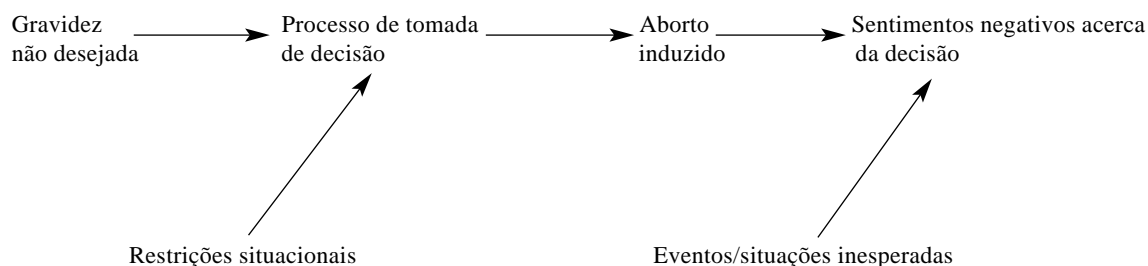 Gravidez
não desejada
Processo de tomada
de decisão
Aborto
induzido
Sentimentos negativos acerca
da decisão
Restrições situacionais
Eventos/situações inesperadas